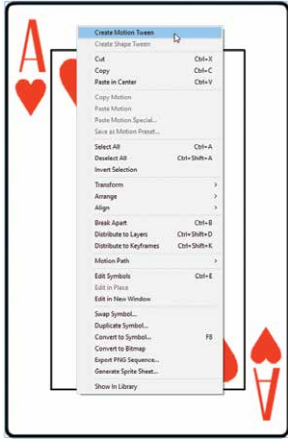 A
Create Motion Tween
Create Shape Tween
Cut Ctrl+X
Copy Ctrl+C
Paste in Center Ctrl+V
Copy Motion
Paste Motion
Paste Motion Special...
Save as Motion Preset...
Select All Ctrl+A
Deselect All Ctrl+Shift+A
Invert Selection
Transform >
Arrange >
Align >
Break Apart Ctrl+B
Distribute to Layers Ctrl+Shift+D
Distribute to Keyframes Ctrl+Shift+K
Motion Path >
Edit Symbols Ctrl+E
Edit in Place
Edit in New Window
Swap Symbol...
Duplicate Symbol...
Convert to Symbol... F8
Convert to Bitmap
Export PNG Sequence...
Generate Sprite Sheet...
Show In Library
A